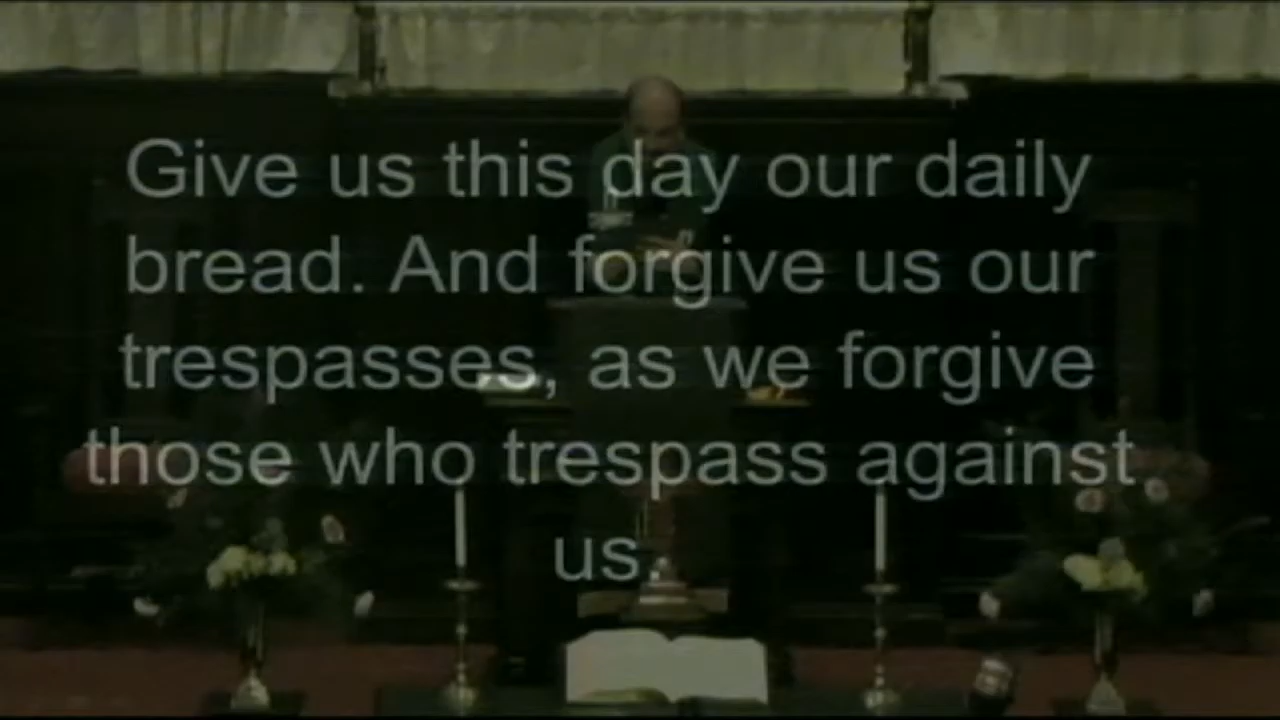 Give us this day our daily
bread. And forgive us our
trespasses, as we forgive
those who trespass against
us.